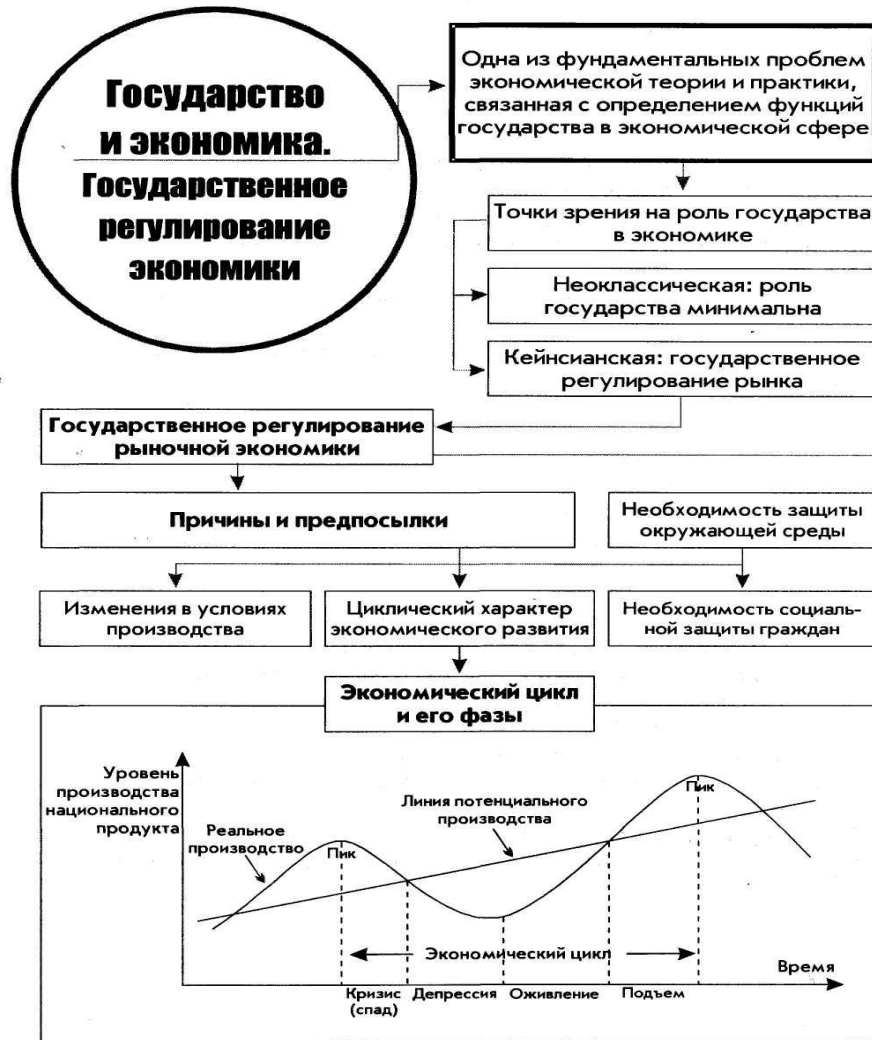 Государство
и экономика.
Государственное
регулирование
экономики
Одна из фундаментальных проблем
экономической теории и практики,
связанная с определением функций
государства в экономической сфере
Точки зрения на роль государства
в экономике
Неоклассическая: роль
государства минимальна
Кейнсианская: государственное
регулирование рынка
Государственное регулирование
рыночной экономики
Причины и предпосылки
Необходимость защиты
окружающей среды
Изменения в условиях
производства
Циклический характер
экономического развития
Необходимость социаль-
ной защиты граждан
Экономический цикл
и его фазы
Уровень
производства
национального
продукта
Реальное
производство
Пик
Линия потенциального
производства
Пик
Экономический цикл
Время
Кризис
(спад)
Депрессия
Оживление
Подъем